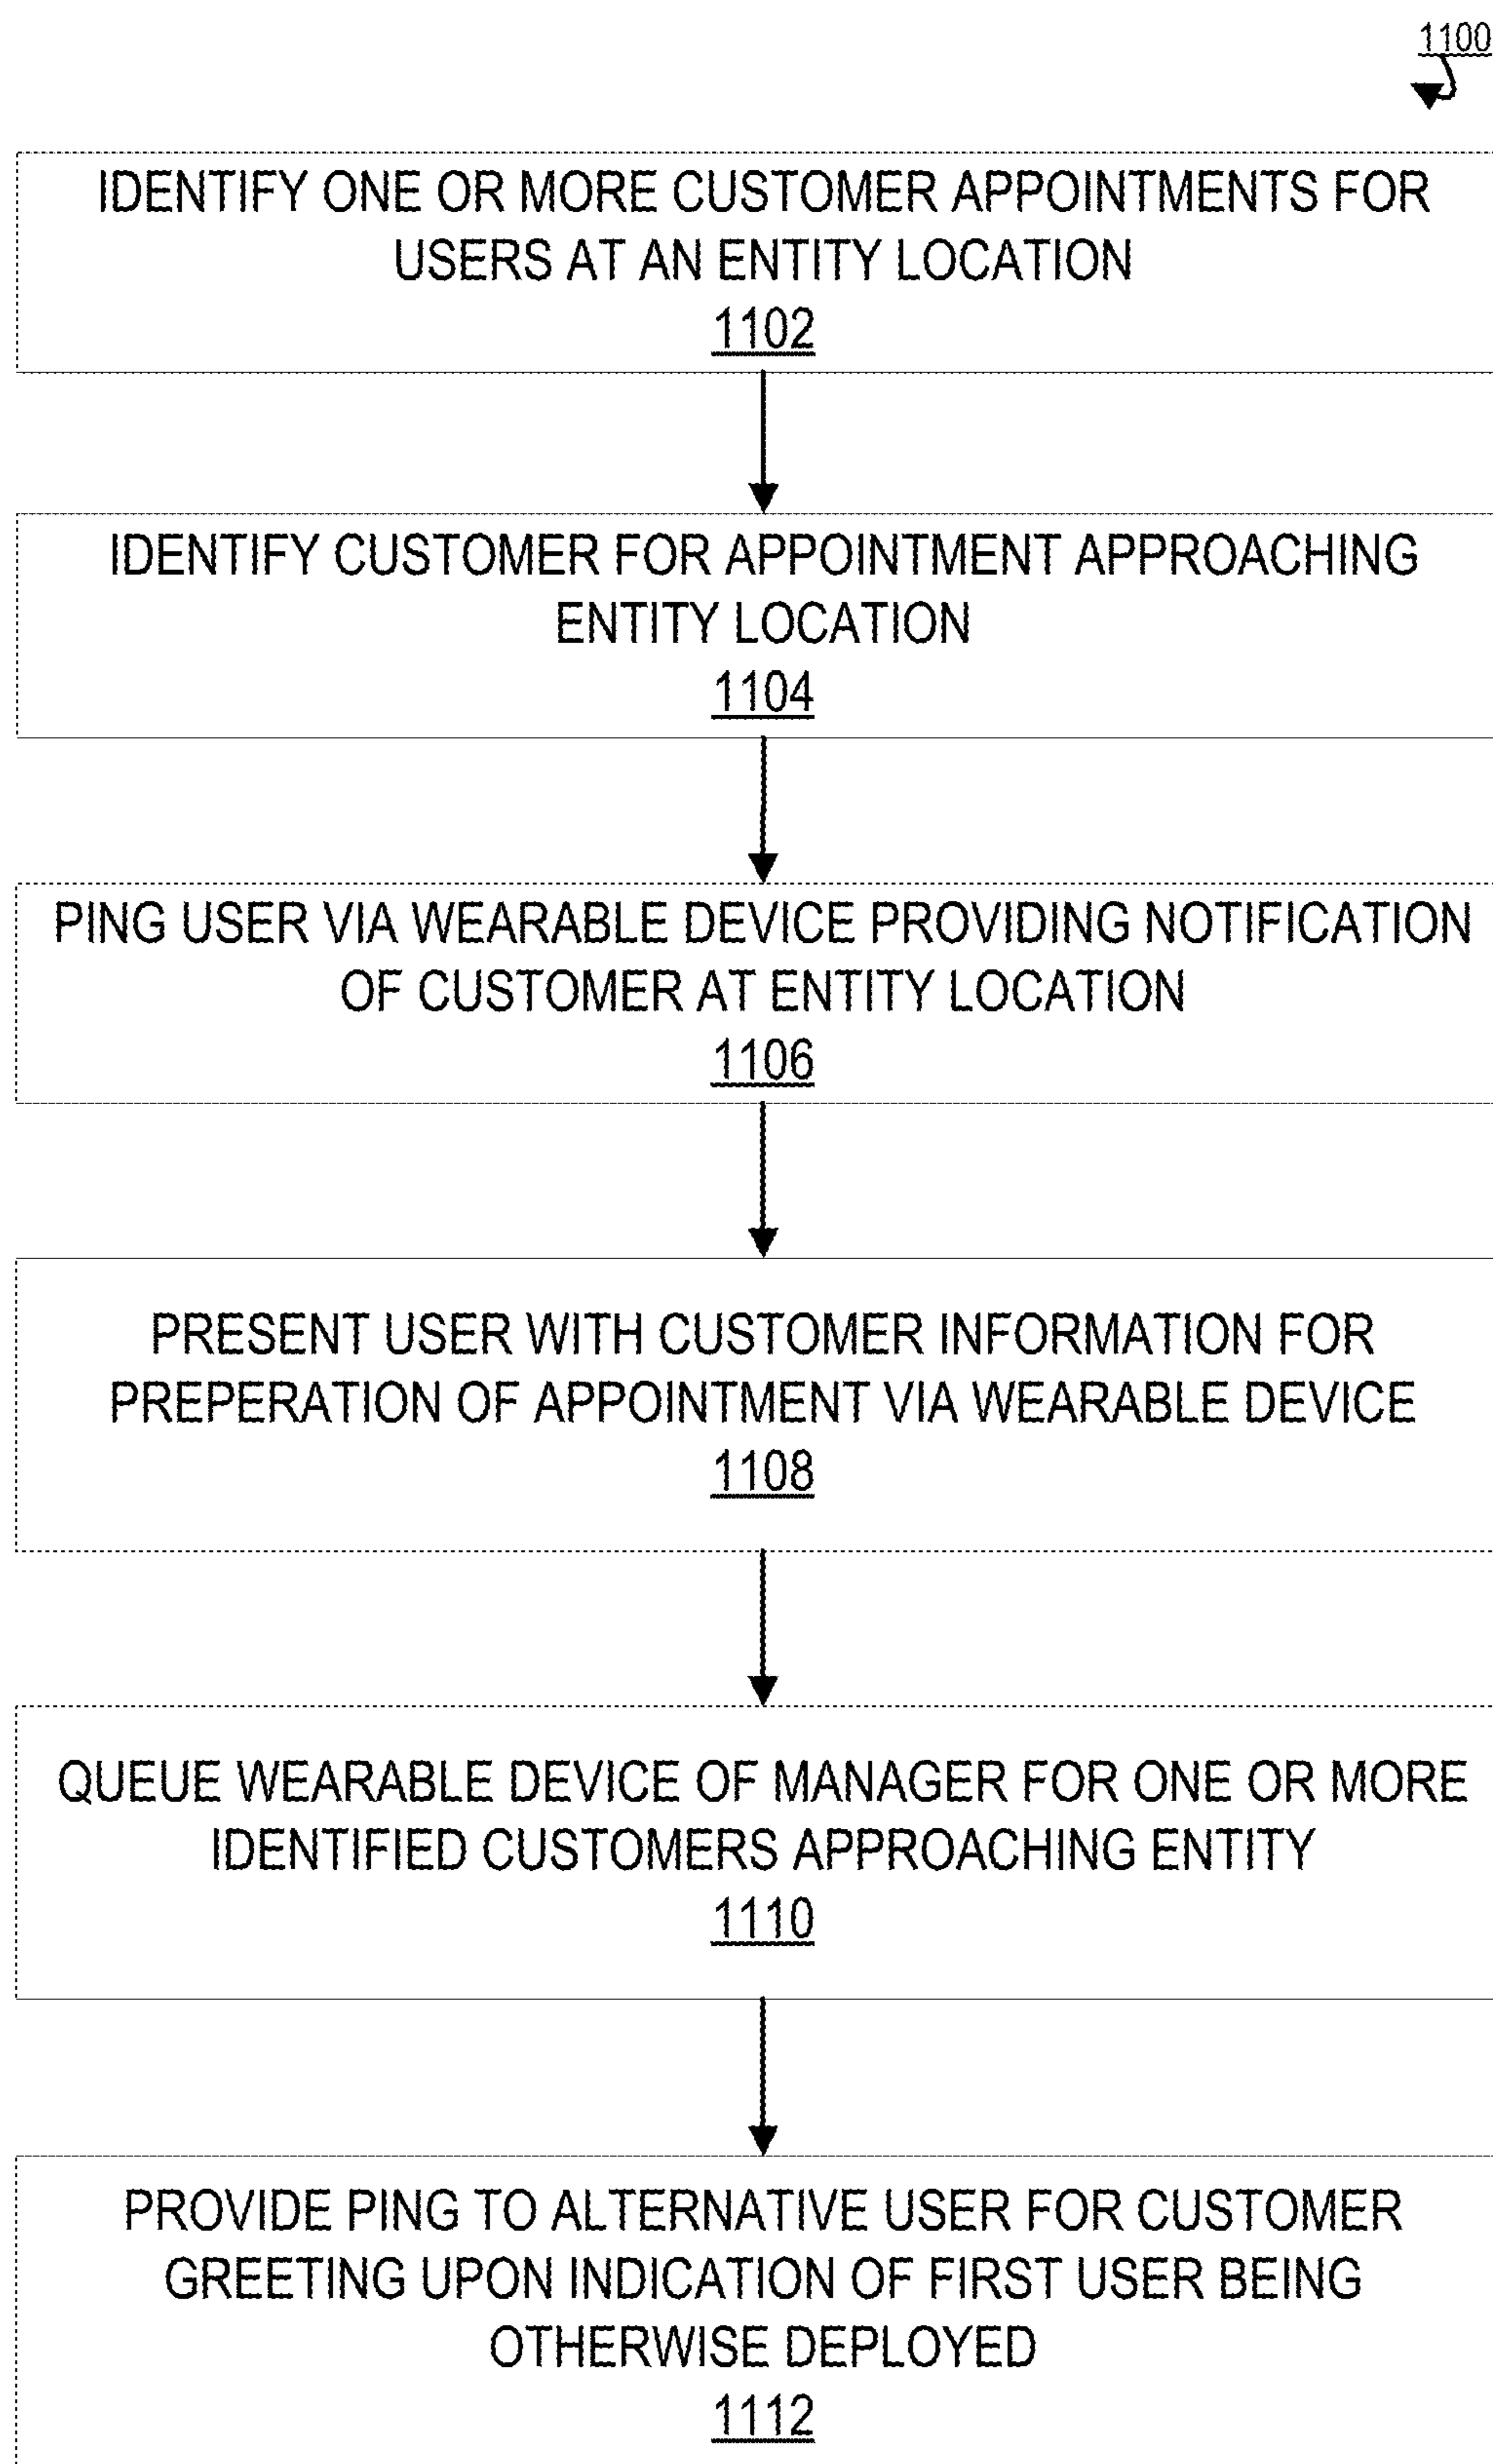 1100
IDENTIFY ONE OR MORE CUSTOMER APPOINTMENTS FOR
USERS AT AN ENTITY LOCATION
1102
IDENTIFY CUSTOMER FOR APPOINTMENT APPROACHING
ENTITY LOCATION
1104
PING USER VIA WEARABLE DEVICE PROVIDING NOTIFICATION
OF CUSTOMER AT ENTITY LOCATION
1106
PRESENT USER WITH CUSTOMER INFORMATION FOR
PREPERATION OF APPOINTMENT VIA WEARABLE DEVICE
1108
QUEUE WEARABLE DEVICE OF MANAGER FOR ONE OR MORE
IDENTIFIED CUSTOMERS APPROACHING ENTITY
1110
PROVIDE PING TO ALTERNATIVE USER FOR CUSTOMER
GREETING UPON INDICATION OF FIRST USER BEING
OTHERWISE DEPLOYED
1112